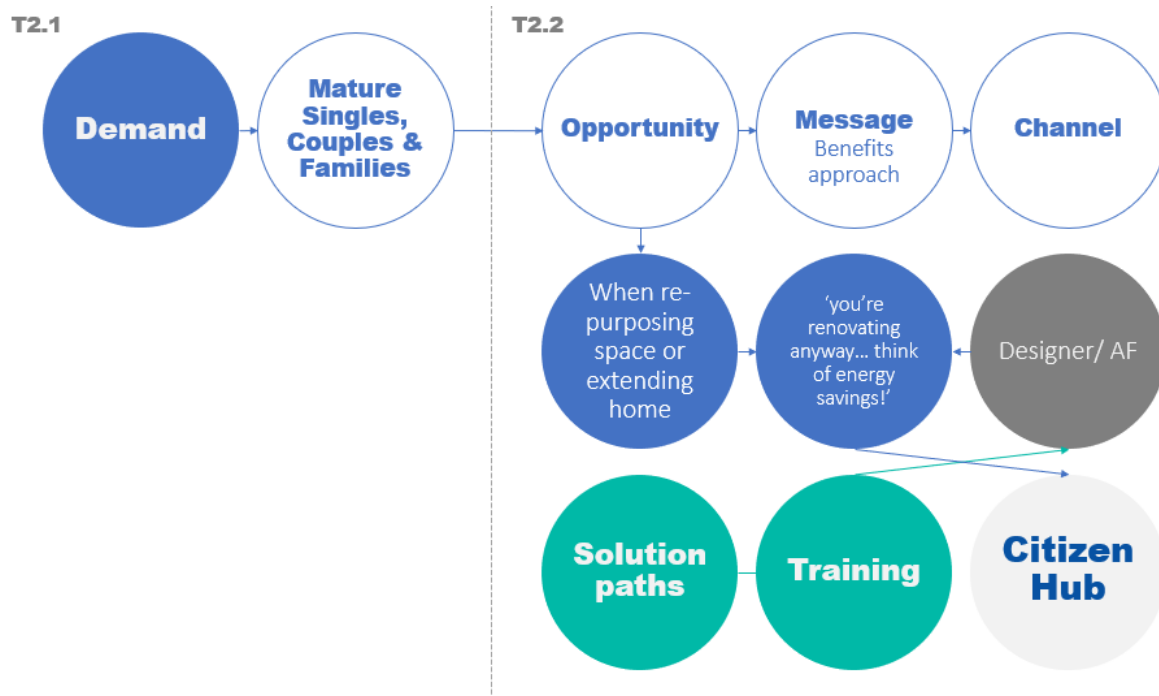 T2.1
T2.2
Demand
Mature
Singles,
Couples &
Families
Opportunity
Message
Benefits
approach
Channel
When re-
purposing
space or
extending
home
‘you’re
renovating
anyway… think
of energy
savings!’
Designer/ AF
Solution
paths
Training
Citizen
Hub